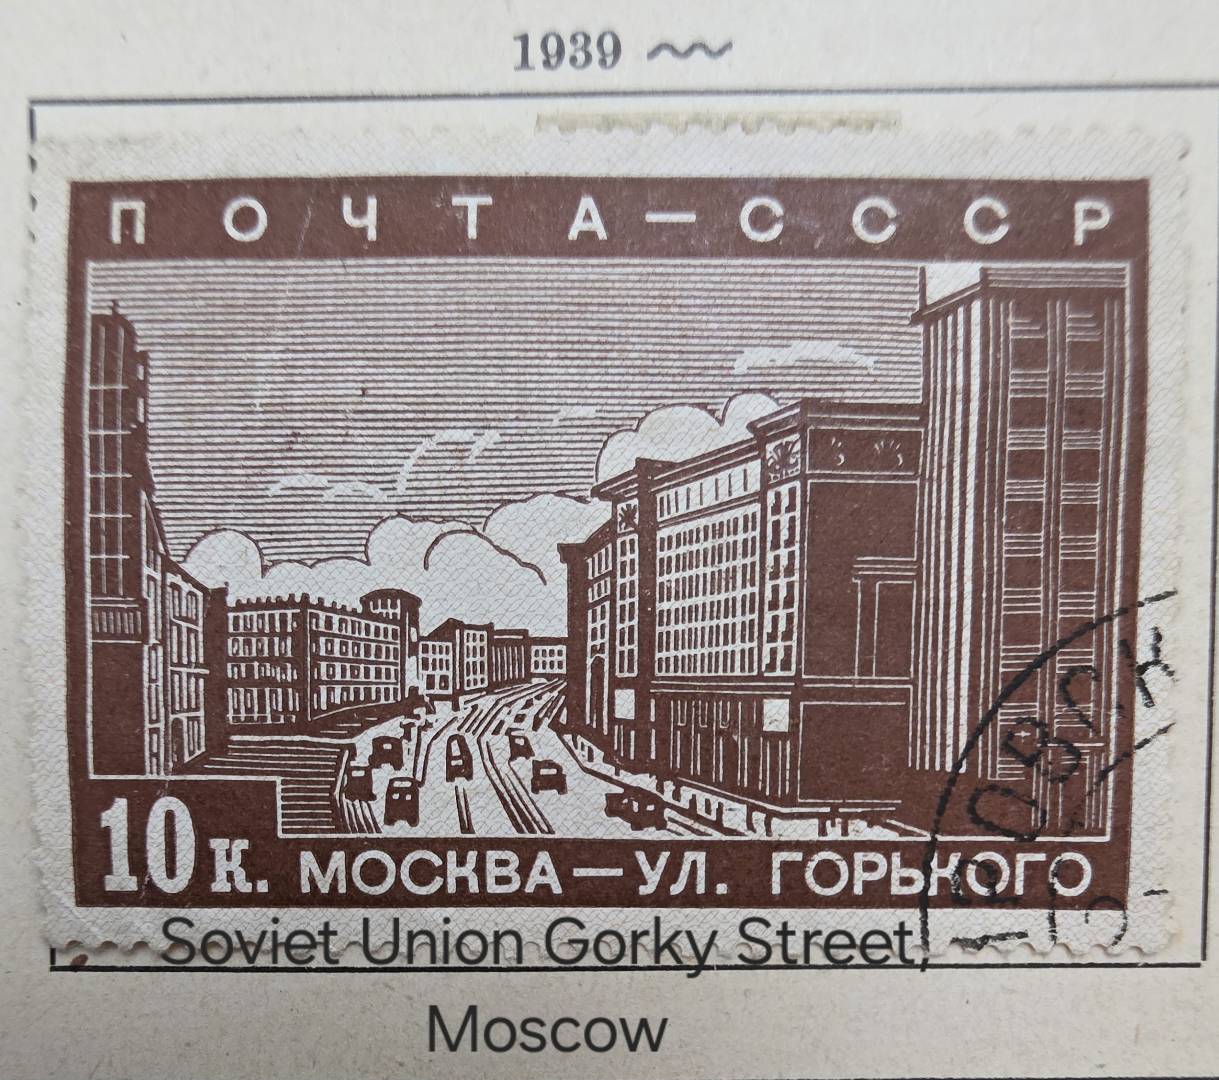 1939
ПОЧТА—СССР
10 К. МОСКВА—УЛ. ГОРЬКОГО
Soviet Union Gorky Street,
Moscow